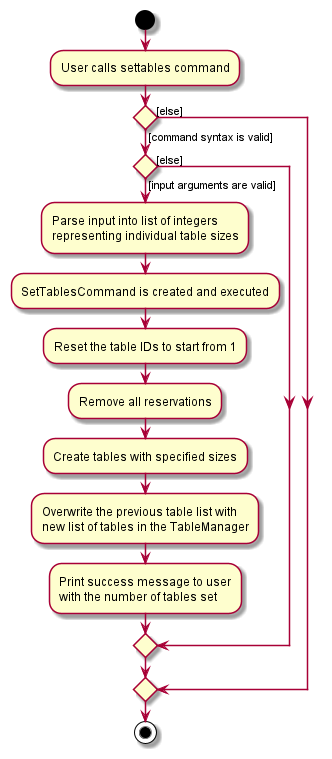 User calls settables command
[else]
[command syntax is valid]
[else]
[input arguments are valid]
Parse input into list of integers
representing individual table sizes
SetTablesCommand is created and executed
Reset the table IDs to start from 1
Remove all reservations
Create tables with specified sizes
Overwrite the previous table list with
new list of tables in the TableManager
Print success message to user
with the number of tables set